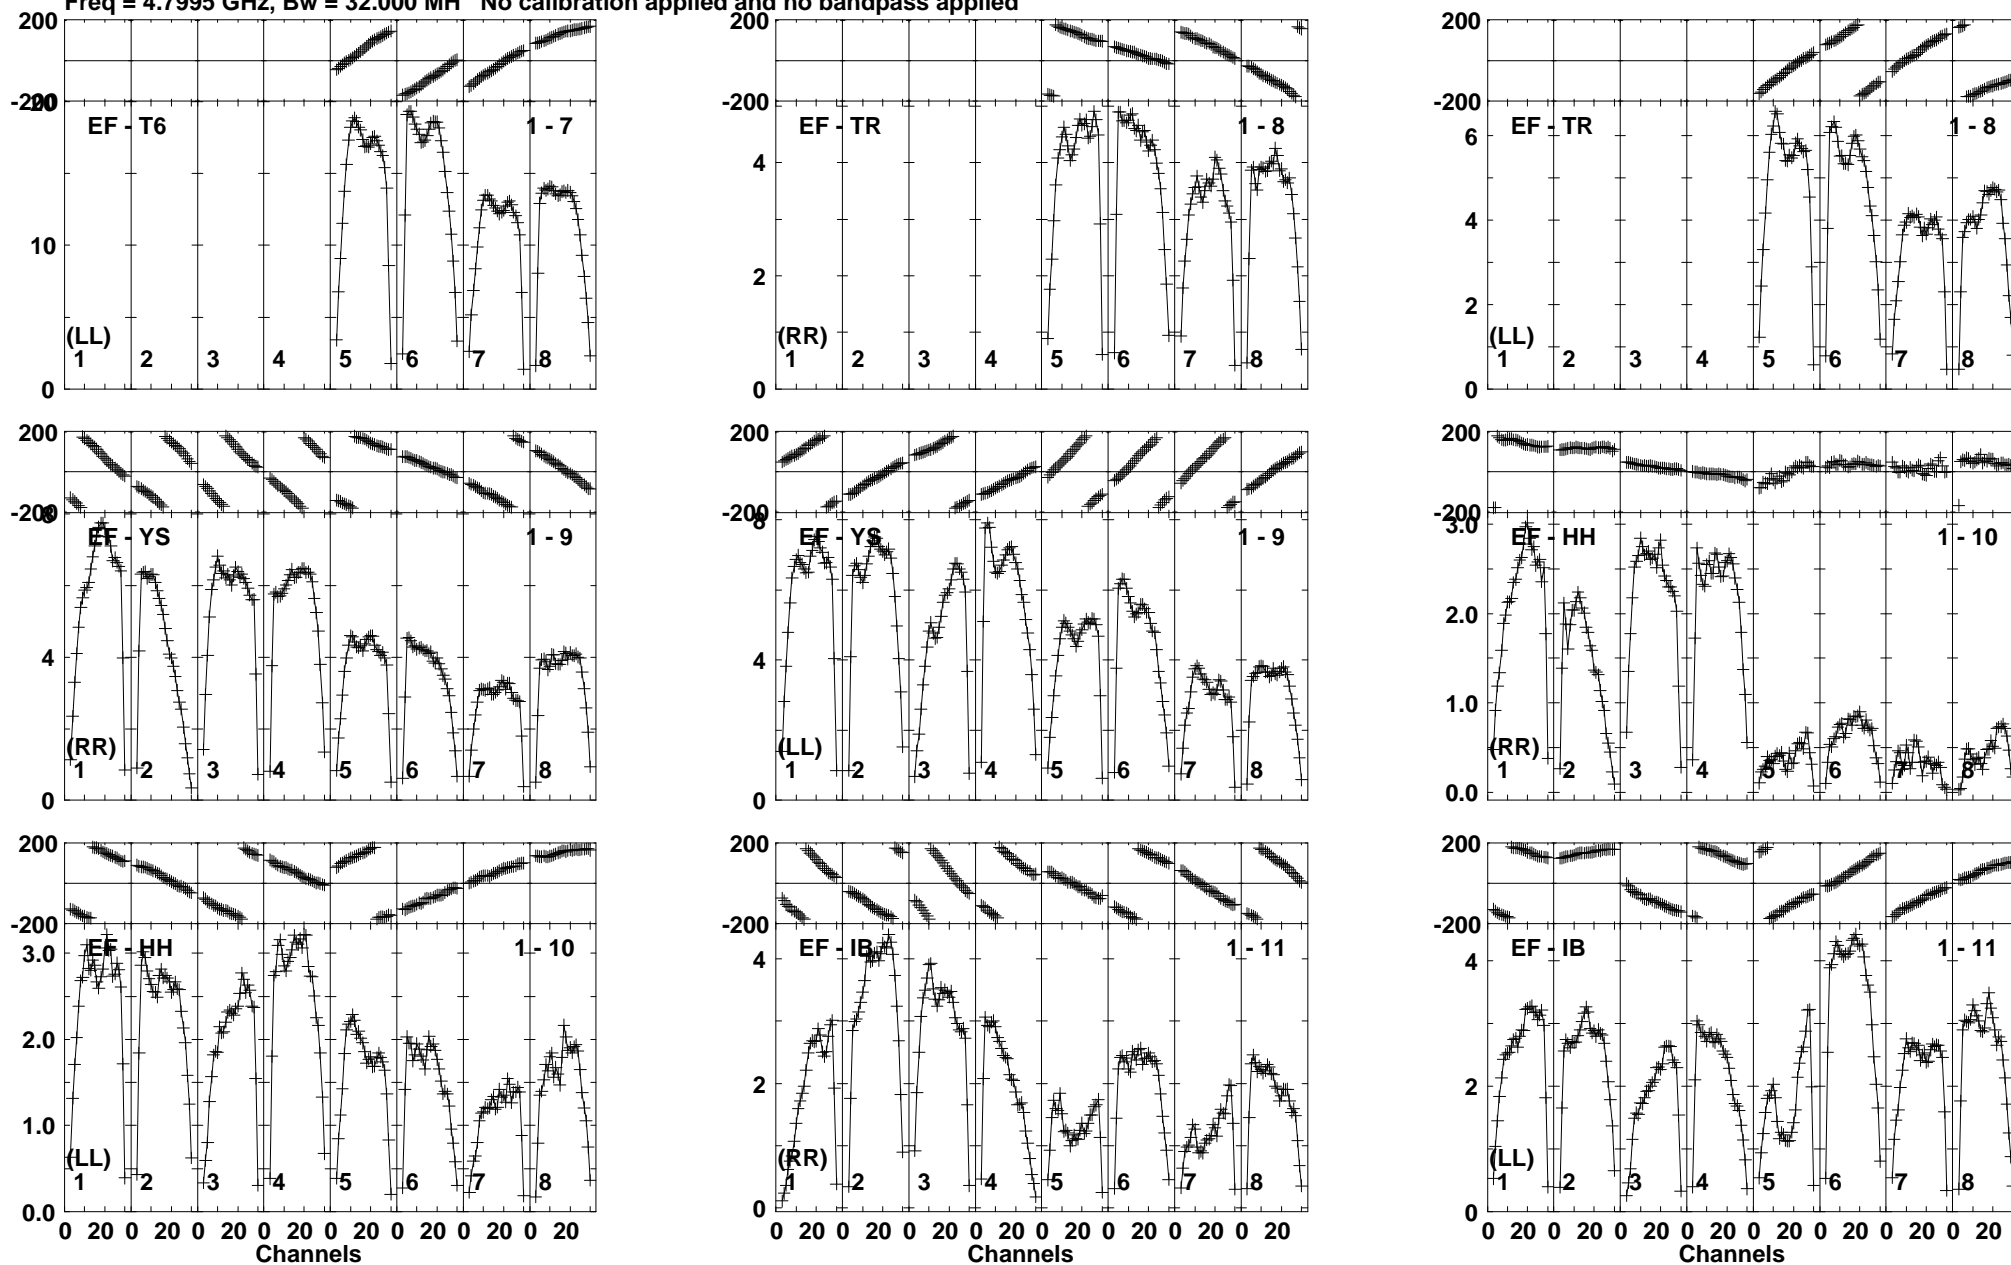 Freq = 4.7995 GHz, Bw = 32.000 MH No calibration applied and no bandpass applied
200 200 200
-200 -200 -200
20
EF - T6 1 - 7 EF - TR 1 - 8 EF - TR 1 - 8
6
4 4
10
2 2
(LL) (RR) (LL)
1 2 3 4 5 6 7 8 1 2 3 4 5 6 7 8 1 2 3 4 5 6 7 8
0 0 0
200 200 200
-200 -200 -200
8 8 3.0
EF - YS 1 - 9 EF - YS 1 - 9 EF - HH 1 - 10
2.0
4 4
1.0
(RR) (LL) (RR)
1 2 3 4 5 6 7 8 1 2 3 4 5 6 7 8 1 2 3 4 5 6 7 8
0 0 0.0
200 200 200
-200 -200 -200
EF - HH 1 - 10 EF - IB 1 - 11 EF - IB 1 - 11
3.0 4 4
2.0 2 2
1.0
(LL) (RR) (LL)
1 2 3 4 5 6 7 8 1 2 3 4 5 6 7 8 1 2 3 4 5 6 7 8
0.0 0 0
0 20 0 20 0 20 0 20 0 20 0 20 0 20 0 20 0 20 0 20 0 20 0 20 0 20 0 20 0 20 0 20 0 20 0 20 0 20 0 20 0 20 0 20 0 20 0 20
Channels Channels Channels